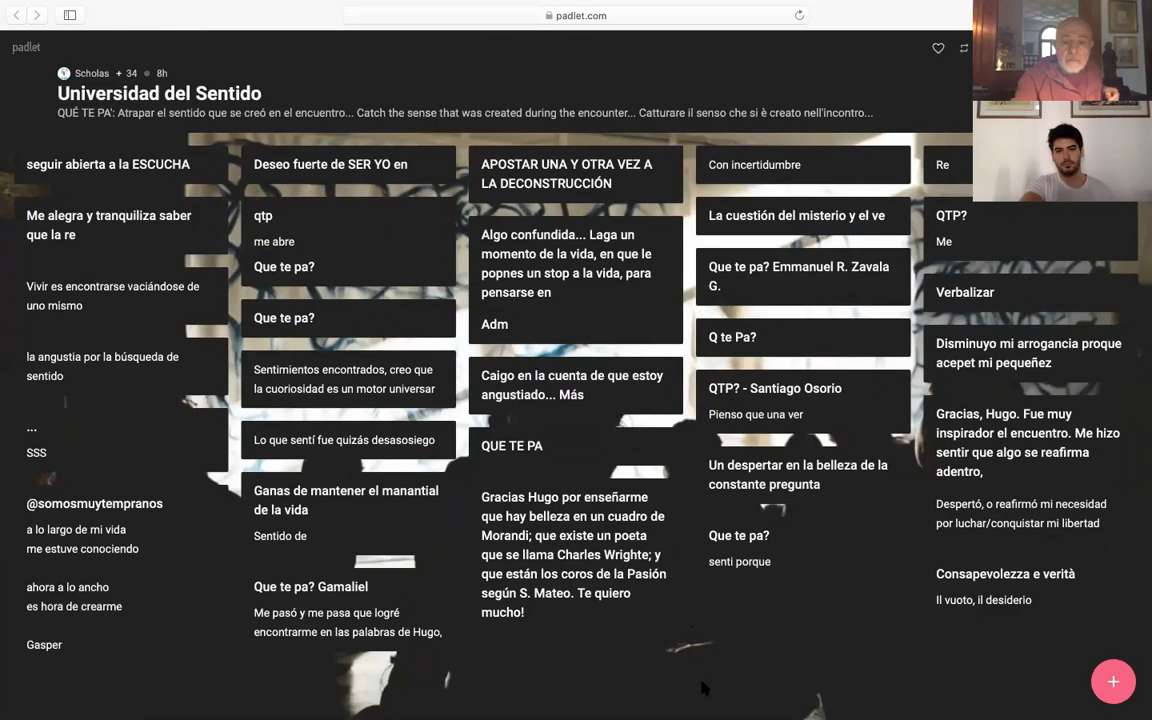 padlet.com
padlet
Scholas + 34 8h
Universidad del Sentido
QUÉ TE PA': Atrapar el sentido que se creó en el encuentro... Catch the sense that was created during the encounter... Catturare il senso che si è creato nell'incontro...
seguir abierta a la ESCUCHA
Me alegra y tranquiliza saber
que la re
Vivir es encontrarse vaciándose de
uno mismo
la angustia por la búsqueda de
sentido
...
SSS
@somosmuytempranos
a lo largo de mi vida
me estuve conociendo
ahora a lo ancho
es hora de crearme
Gasper
Deseo fuerte de SER YO en
qtp
me abre
Que te pa?
Que te pa?
Sentimientos encontrados, creo que
la cuoriosidad es un motor universar
Lo que sentí fue quizás desasosiego
Ganas de mantener el manantial
de la vida
Sentido de
Que te pa? Gamaliel
Me pasó y me pasa que logré
encontrarme en las palabras de Hugo,
APOSTAR UNA Y OTRA VEZ A
LA DECONSTRUCCIÓN
Algo confundida... Laga un
momento de la vida, en que le
popnes un stop a la vida, para
pensarse en
Adm
Caigo en la cuenta de que estoy
angustiado... Más
QUE TE PA
Gracias Hugo por enseñarme
que hay belleza en un cuadro de
Morandi; que existe un poeta
que se llama Charles Wrighte; y
que están los coros de la Pasión
según S. Mateo. Te quiero
mucho!
Con incertidumbre
La cuestión del misterio y el ve
Que te pa? Emmanuel R. Zavala
G.
Q te Pa?
QTP? - Santiago Osorio
Pienso que una ver
Un despertar en la belleza de la
constante pregunta
Que te pa?
senti porque
Re
QTP?
Me
Verbalizar
Disminuyo mi arrogancia proque
acepet mi pequeñez
Gracias, Hugo. Fue muy
inspirador el encuentro. Me hizo
sentir que algo se reafirma
adentro,
Despertó, o reafirmó mi necesidad
por luchar/conquistar mi libertad
Consapevolezza e verità
Il vuoto, il desiderio